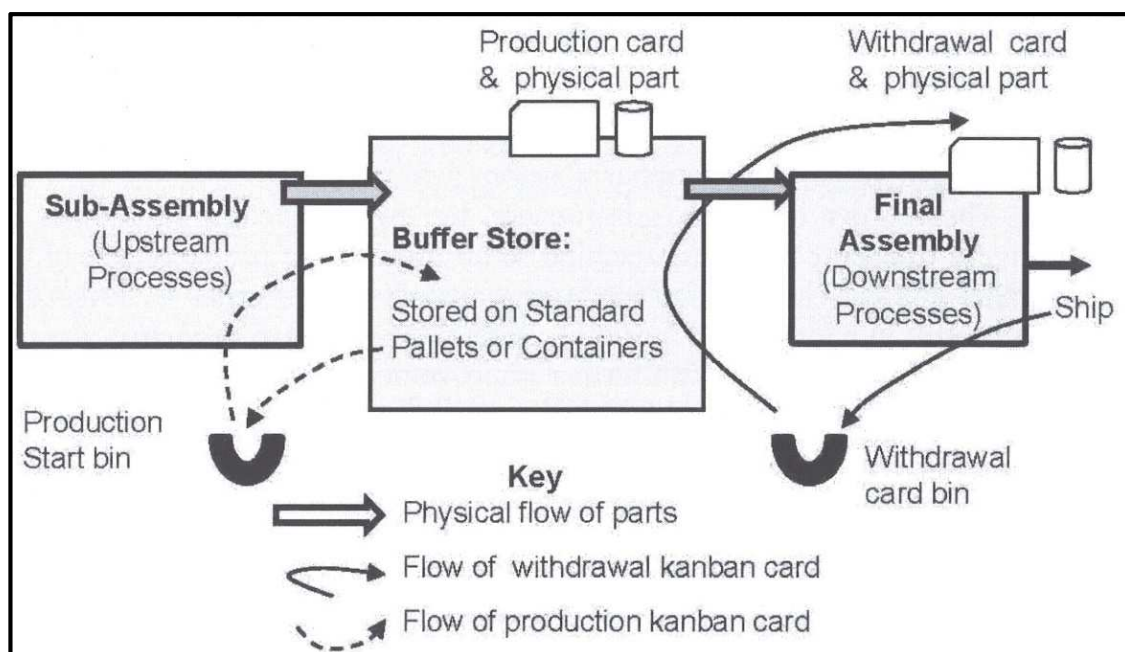 Production card
& physical part
Withdrawal card
& physical part
Sub-Assembly
(Upstream
Processes)
Buffer Store:
Stored on Standard
Pallets or Containers
Final
Assembly
(Downstream
Processes)
Ship
Production
Start bin
Withdrawal
card bin
Key
Physical flow of parts
Flow of withdrawal kanban card
Flow of production kanban card